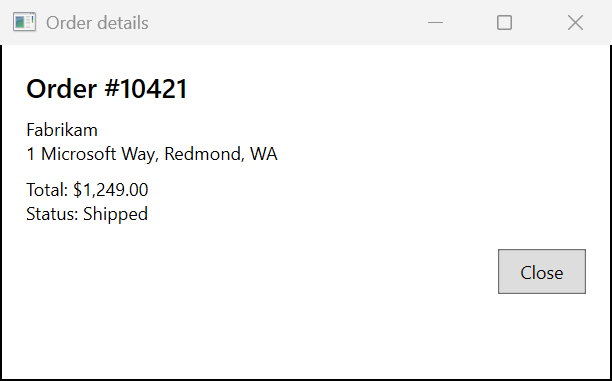 Order details
Order #10421
Fabrikam
1 Microsoft Way, Redmond, WA
Total: $1,249.00
Status: Shipped
Close